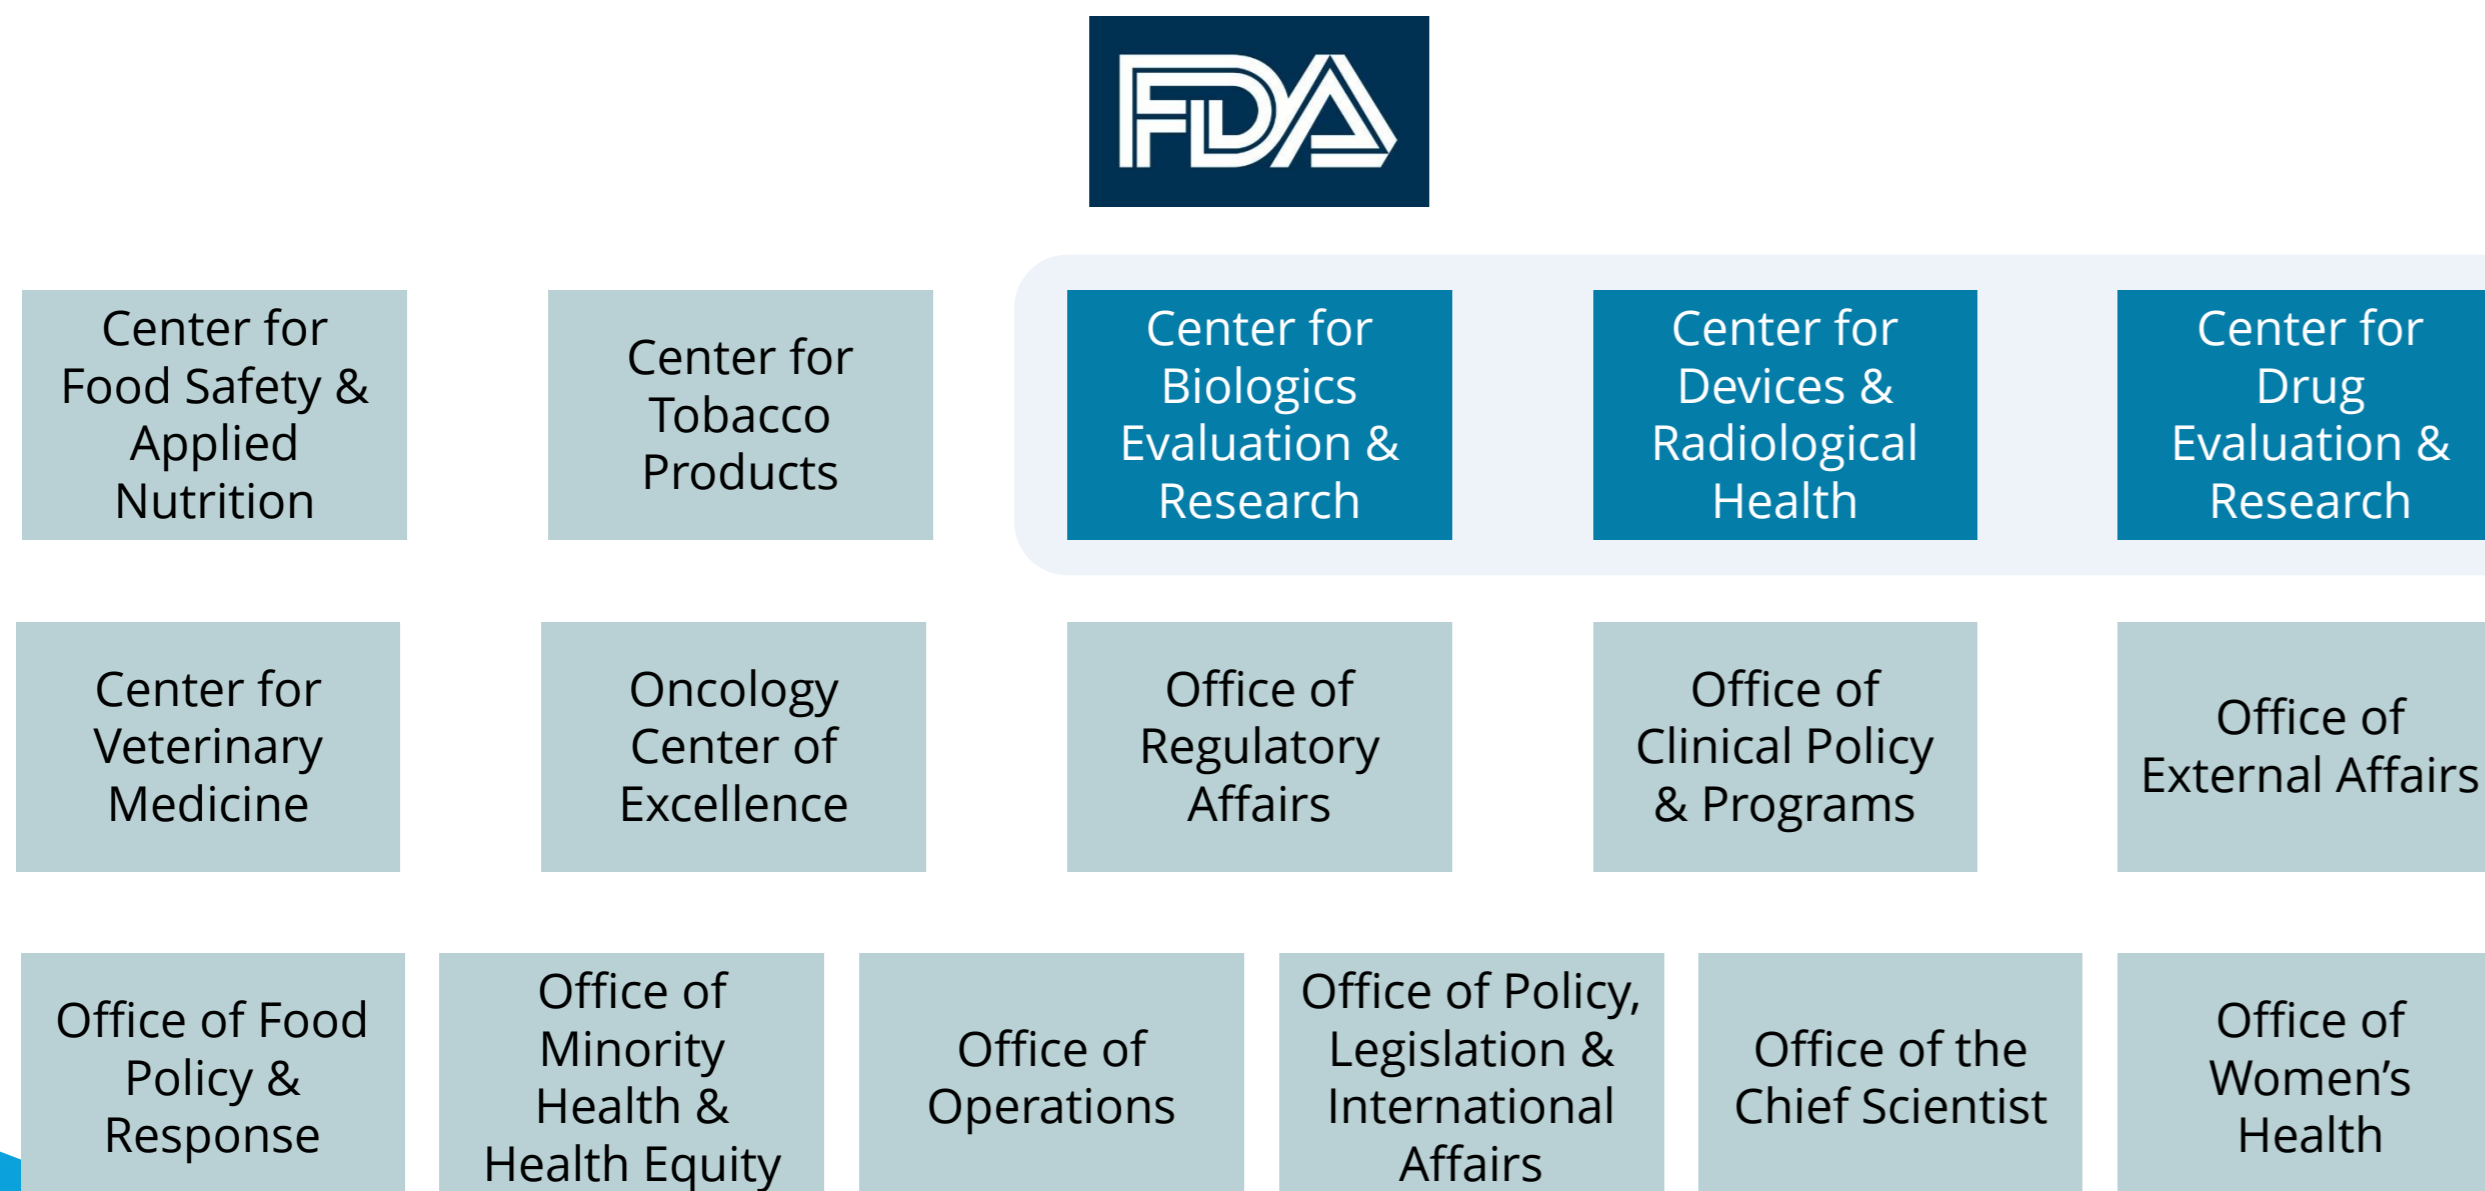 FDA
Center for
Food Safety &
Applied
Nutrition
Center for
Tobacco
Products
Center for
Biologics
Evaluation &
Research
Center for
Devices &
Radiological
Health
Center for
Drug
Evaluation &
Research
Center for
Veterinary
Medicine
Oncology
Center of
Excellence
Office of
Regulatory
Affairs
Office of
Clinical Policy
& Programs
Office of
External Affairs
Office of Food
Policy &
Response
Office of
Minority
Health &
Health Equity
Office of
Operations
Office of Policy,
Legislation &
International
Affairs
Office of the
Chief Scientist
Office of
Women’s
Health